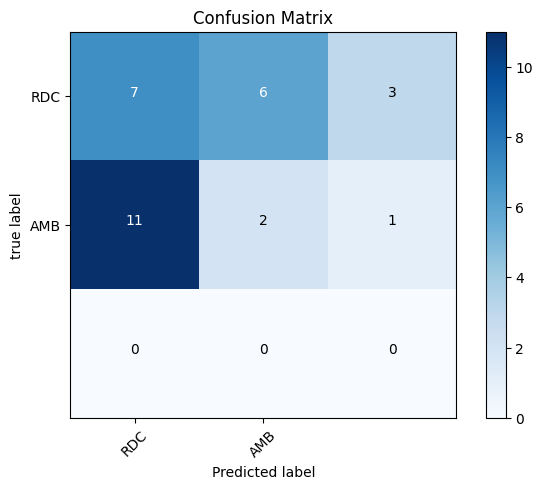 Confusion Matrix
RDC 7 6 3
AMB 11 2 1
0 0 0
RDC AMB
true label
Predicted label
10
8
6
4
2
0